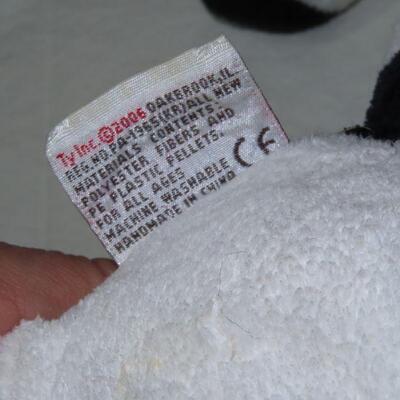 Ty Inc. ©2006 OAKBROOK, IL.
REG.NO.PA.1965(KR)ALL NEW
MATERIALS CONTENTS:
POLYESTER FIBERS AND
PE PLASTIC PELLETS.
FOR ALL AGES
MACHINE WASHABLE
HANDMADE IN CHINA
CE